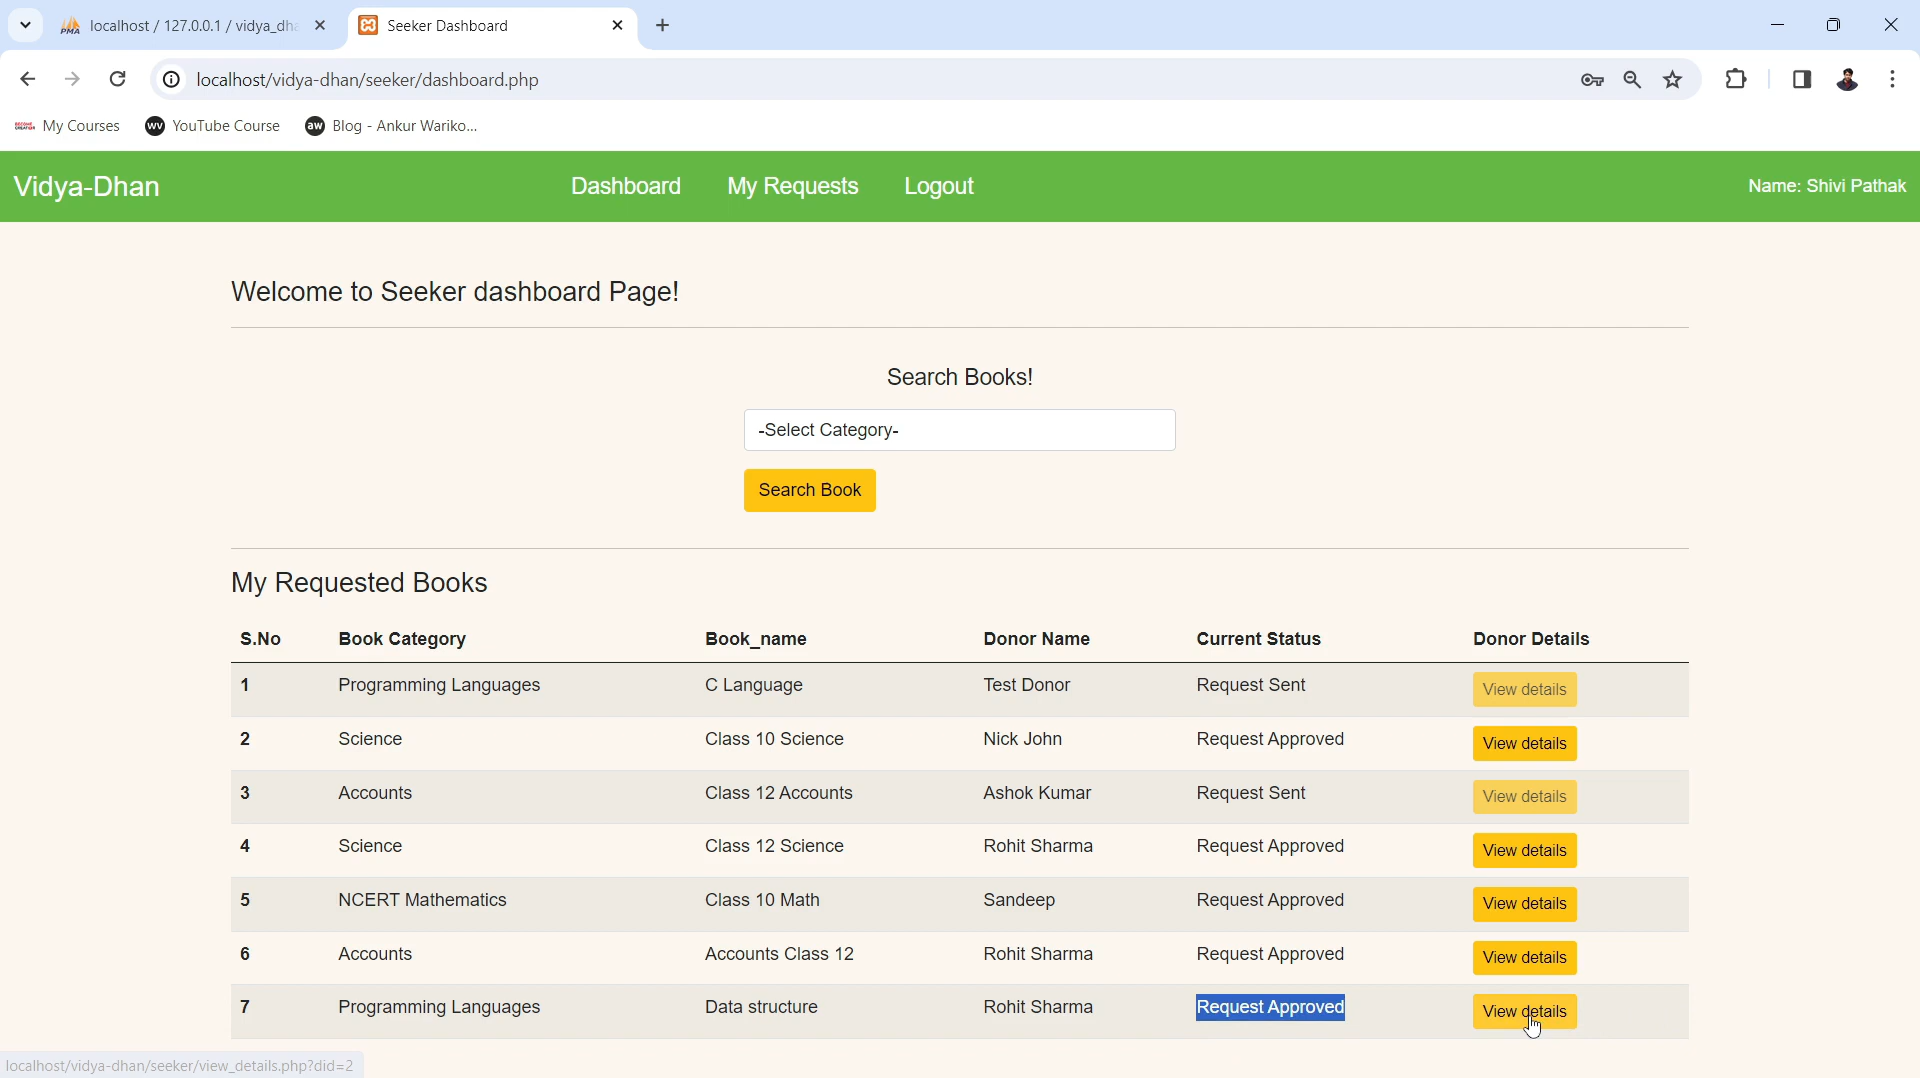 localhost / 127.0.0.1 / vidya_dha
Seeker Dashboard
localhost/vidya-dhan/seeker/dashboard.php
My Courses
YouTube Course
Blog - Ankur Wariko...
Vidya-Dhan
Dashboard
My Requests
Logout
Name: Shivi Pathak
Welcome to Seeker dashboard Page!
Search Books!
-Select Category-
Search Book
My Requested Books
S.No Book Category Book_name Donor Name Current Status Donor Details
1 Programming Languages C Language Test Donor Request Sent View details
2 Science Class 10 Science Nick John Request Approved View details
3 Accounts Class 12 Accounts Ashok Kumar Request Sent View details
4 Science Class 12 Science Rohit Sharma Request Approved View details
5 NCERT Mathematics Class 10 Math Sandeep Request Approved View details
6 Accounts Accounts Class 12 Rohit Sharma Request Approved View details
7 Programming Languages Data structure Rohit Sharma Request Approved View details
localhost/vidya-dhan/seeker/view_details.php?did=2